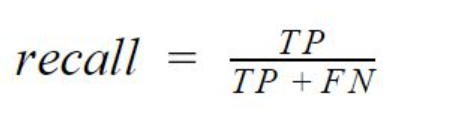 recall = TP / TP + FN